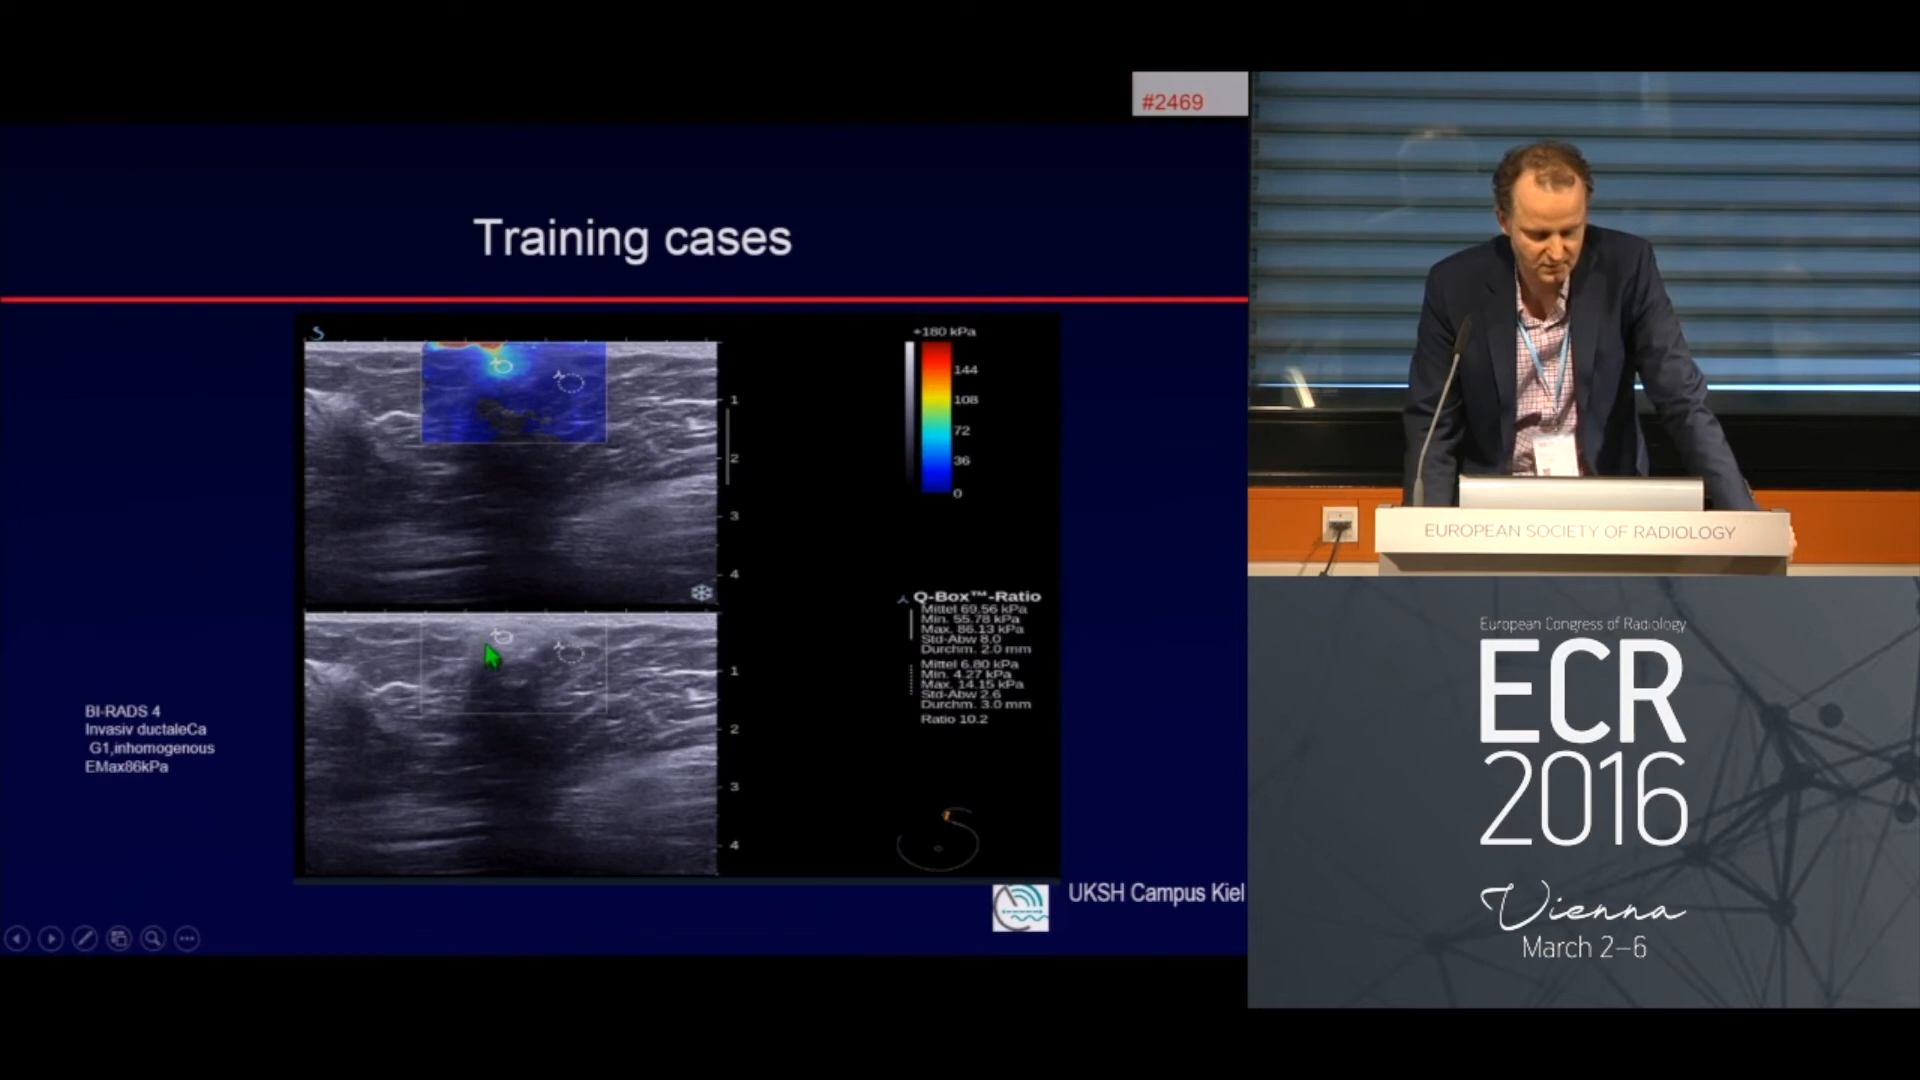 #2469
Training cases
+180 kPa
144
108
72
36
0
1
2
3
4
Q-Box™-Ratio
Mittel 69.56 kPa
Min. 55.78 kPa
Max. 86.13 kPa
Std-Abw 8.0
Durchm. 2.0 mm
Mittel 6.80 kPa
Min. 4.27 kPa
Max. 14.15 kPa
Std-Abw 2.6
Durchm. 3.0 mm
Ratio 10.2
1
2
3
4
BI-RADS 4
Invasiv ductaleCa
G1,inhomogenous
EMax86kPa
UKSH Campus Kiel
EUROPEAN SOCIETY OF RADIOLOGY
European Congress of Radiology
ECR
2016
Vienna
March 2–6